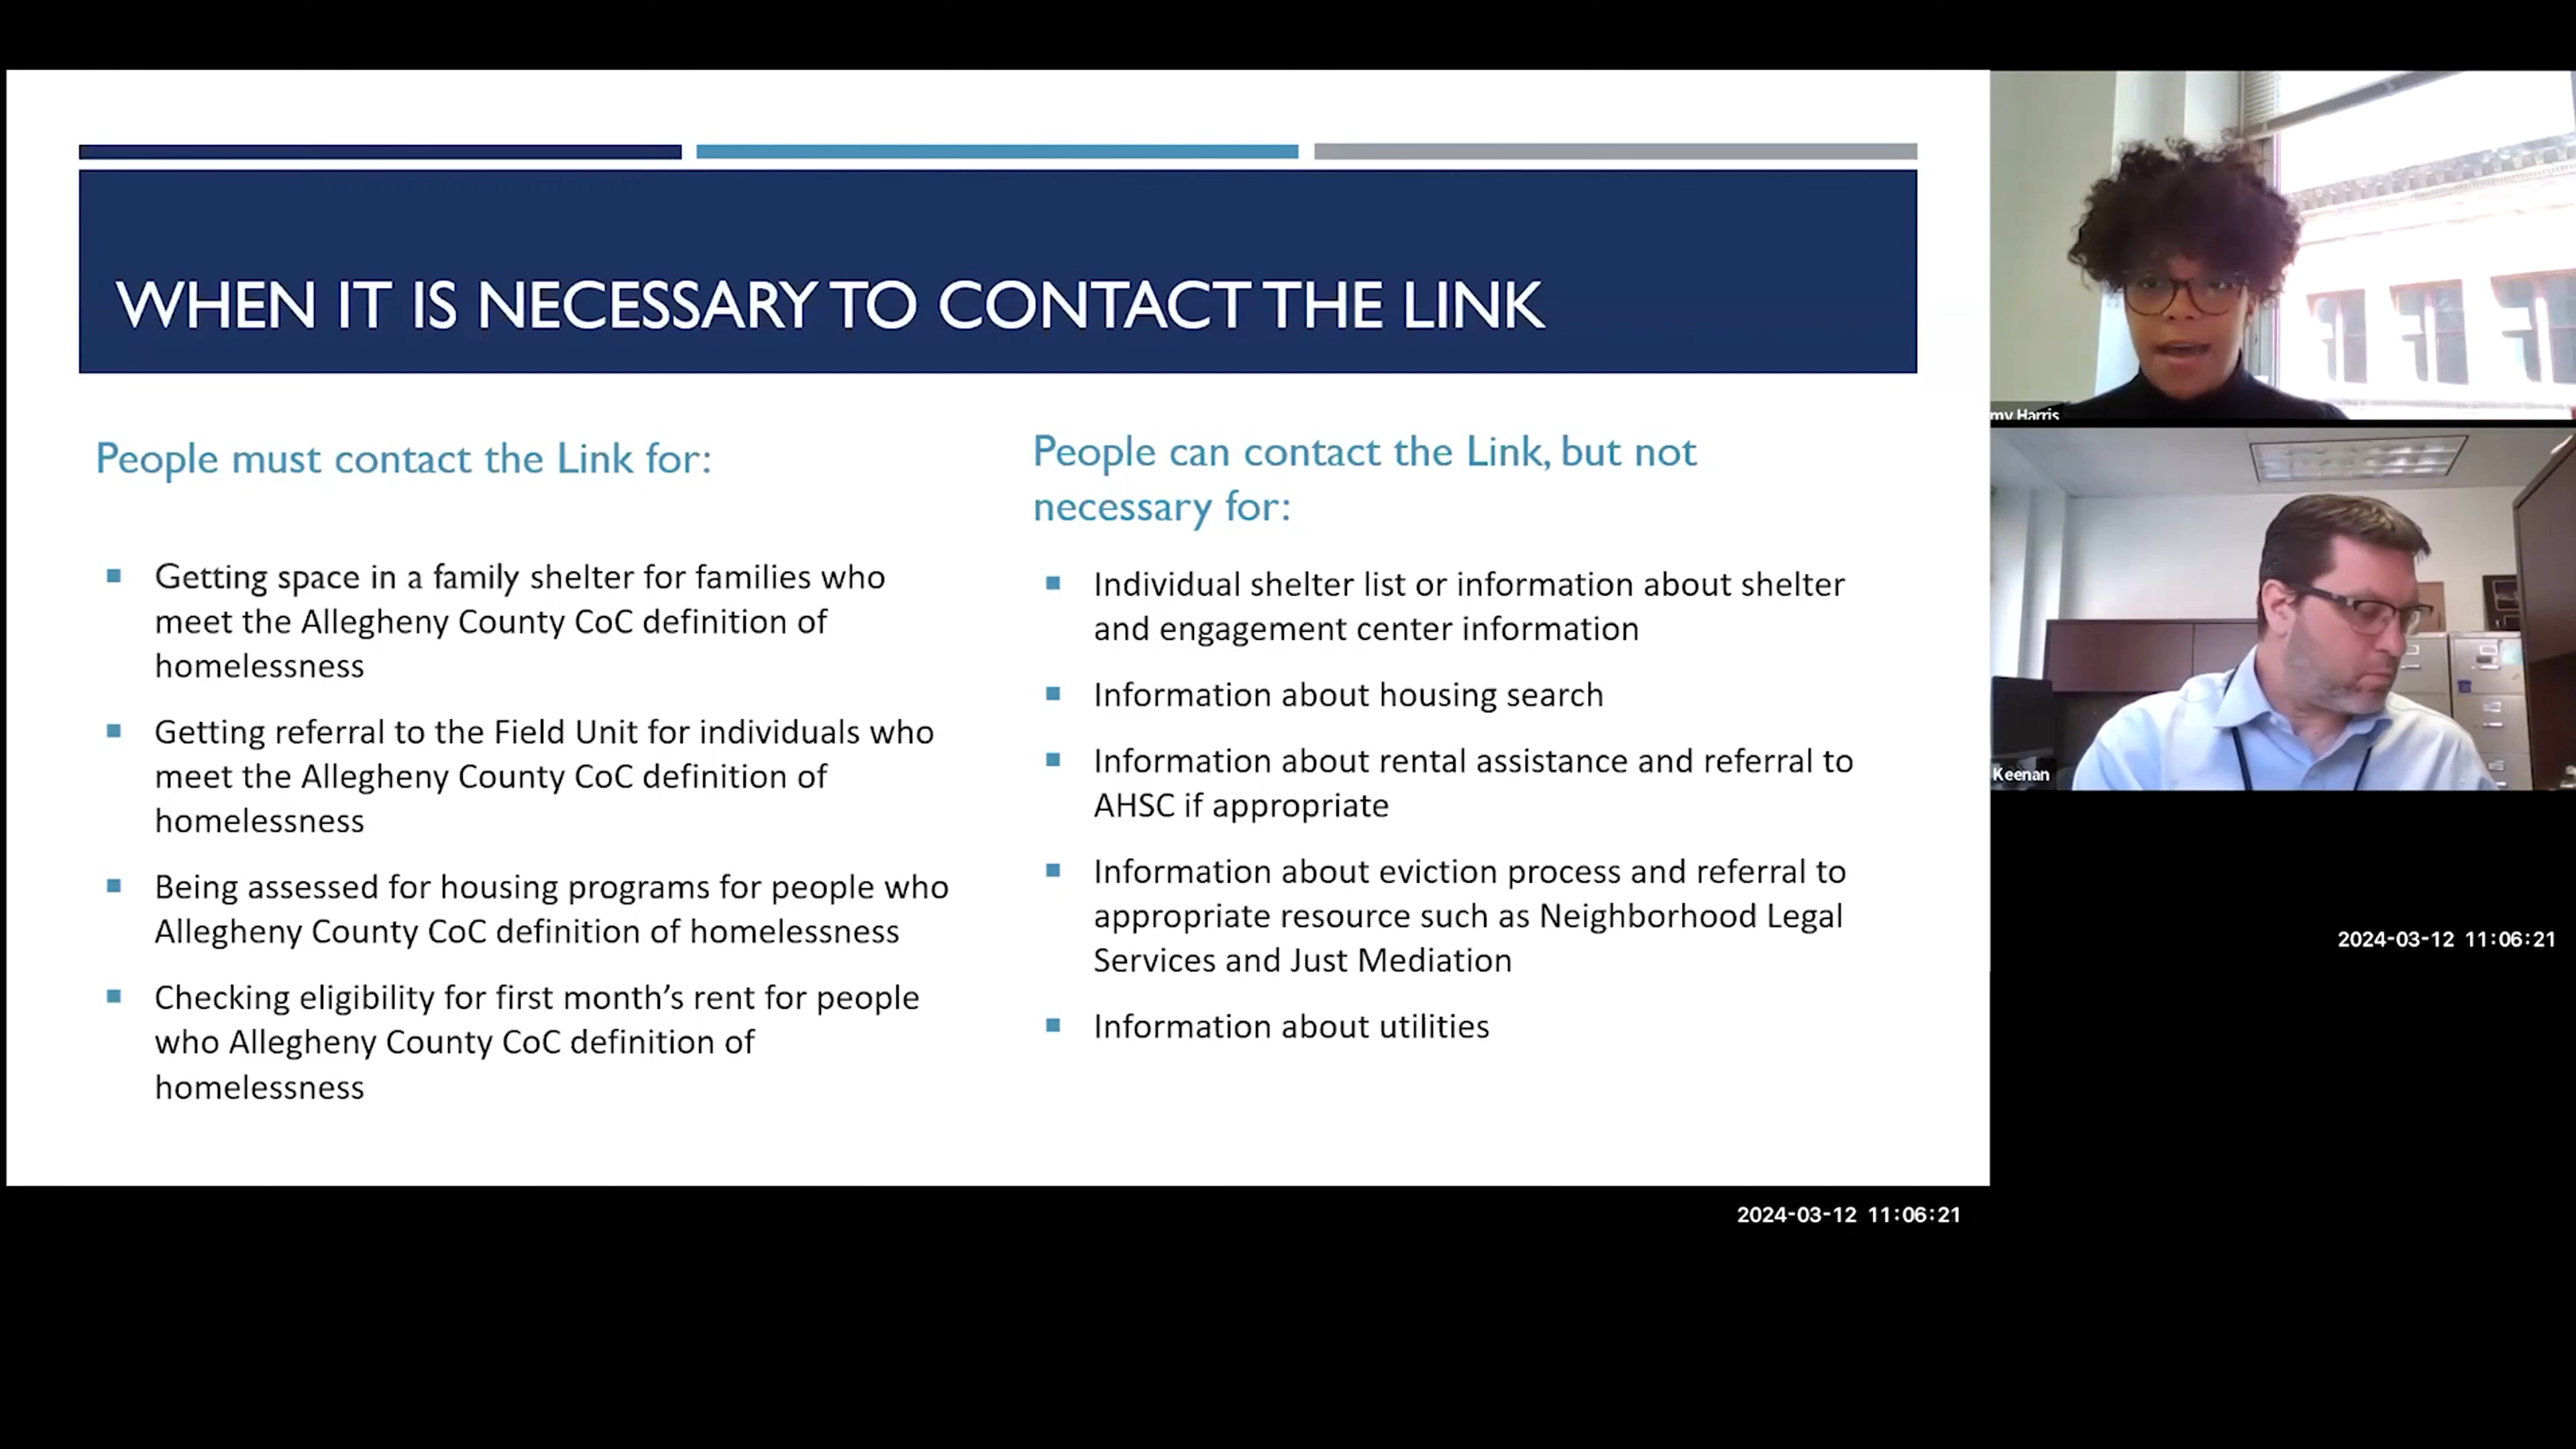 WHEN IT IS NECESSARY TO CONTACT THE LINK
People must contact the Link for:
Getting space in a family shelter for families who
meet the Allegheny County CoC definition of
homelessness
Getting referral to the Field Unit for individuals who
meet the Allegheny County CoC definition of
homelessness
Being assessed for housing programs for people who
Allegheny County CoC definition of homelessness
Checking eligibility for first month’s rent for people
who Allegheny County CoC definition of
homelessness
People can contact the Link, but not
necessary for:
Individual shelter list or information about shelter
and engagement center information
Information about housing search
Information about rental assistance and referral to
AHSC if appropriate
Information about eviction process and referral to
appropriate resource such as Neighborhood Legal
Services and Just Mediation
Information about utilities
my Harris
Keenan
2024-03-12 11:06:21
2024-03-12 11:06:21